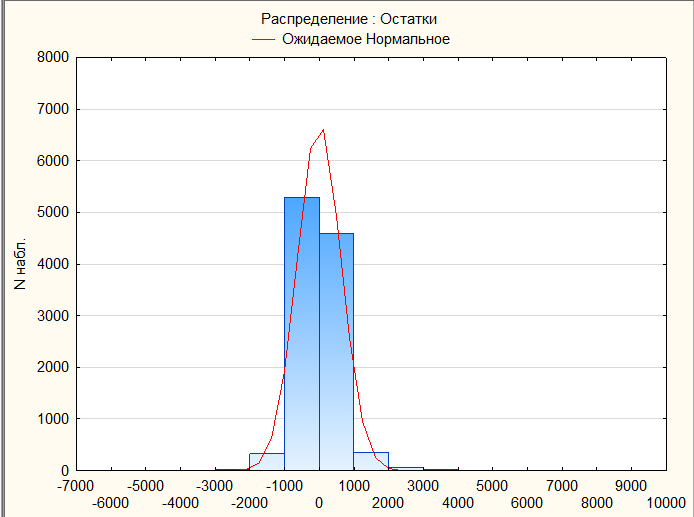 Распределение : Остатки
Ожидаемое Нормальное
8000
7000
6000
5000
4000
3000
2000
1000
0
N набл.
-7000 -5000 -3000 -1000 1000 3000 5000 7000 9000
-6000 -4000 -2000 0 2000 4000 6000 8000 10000